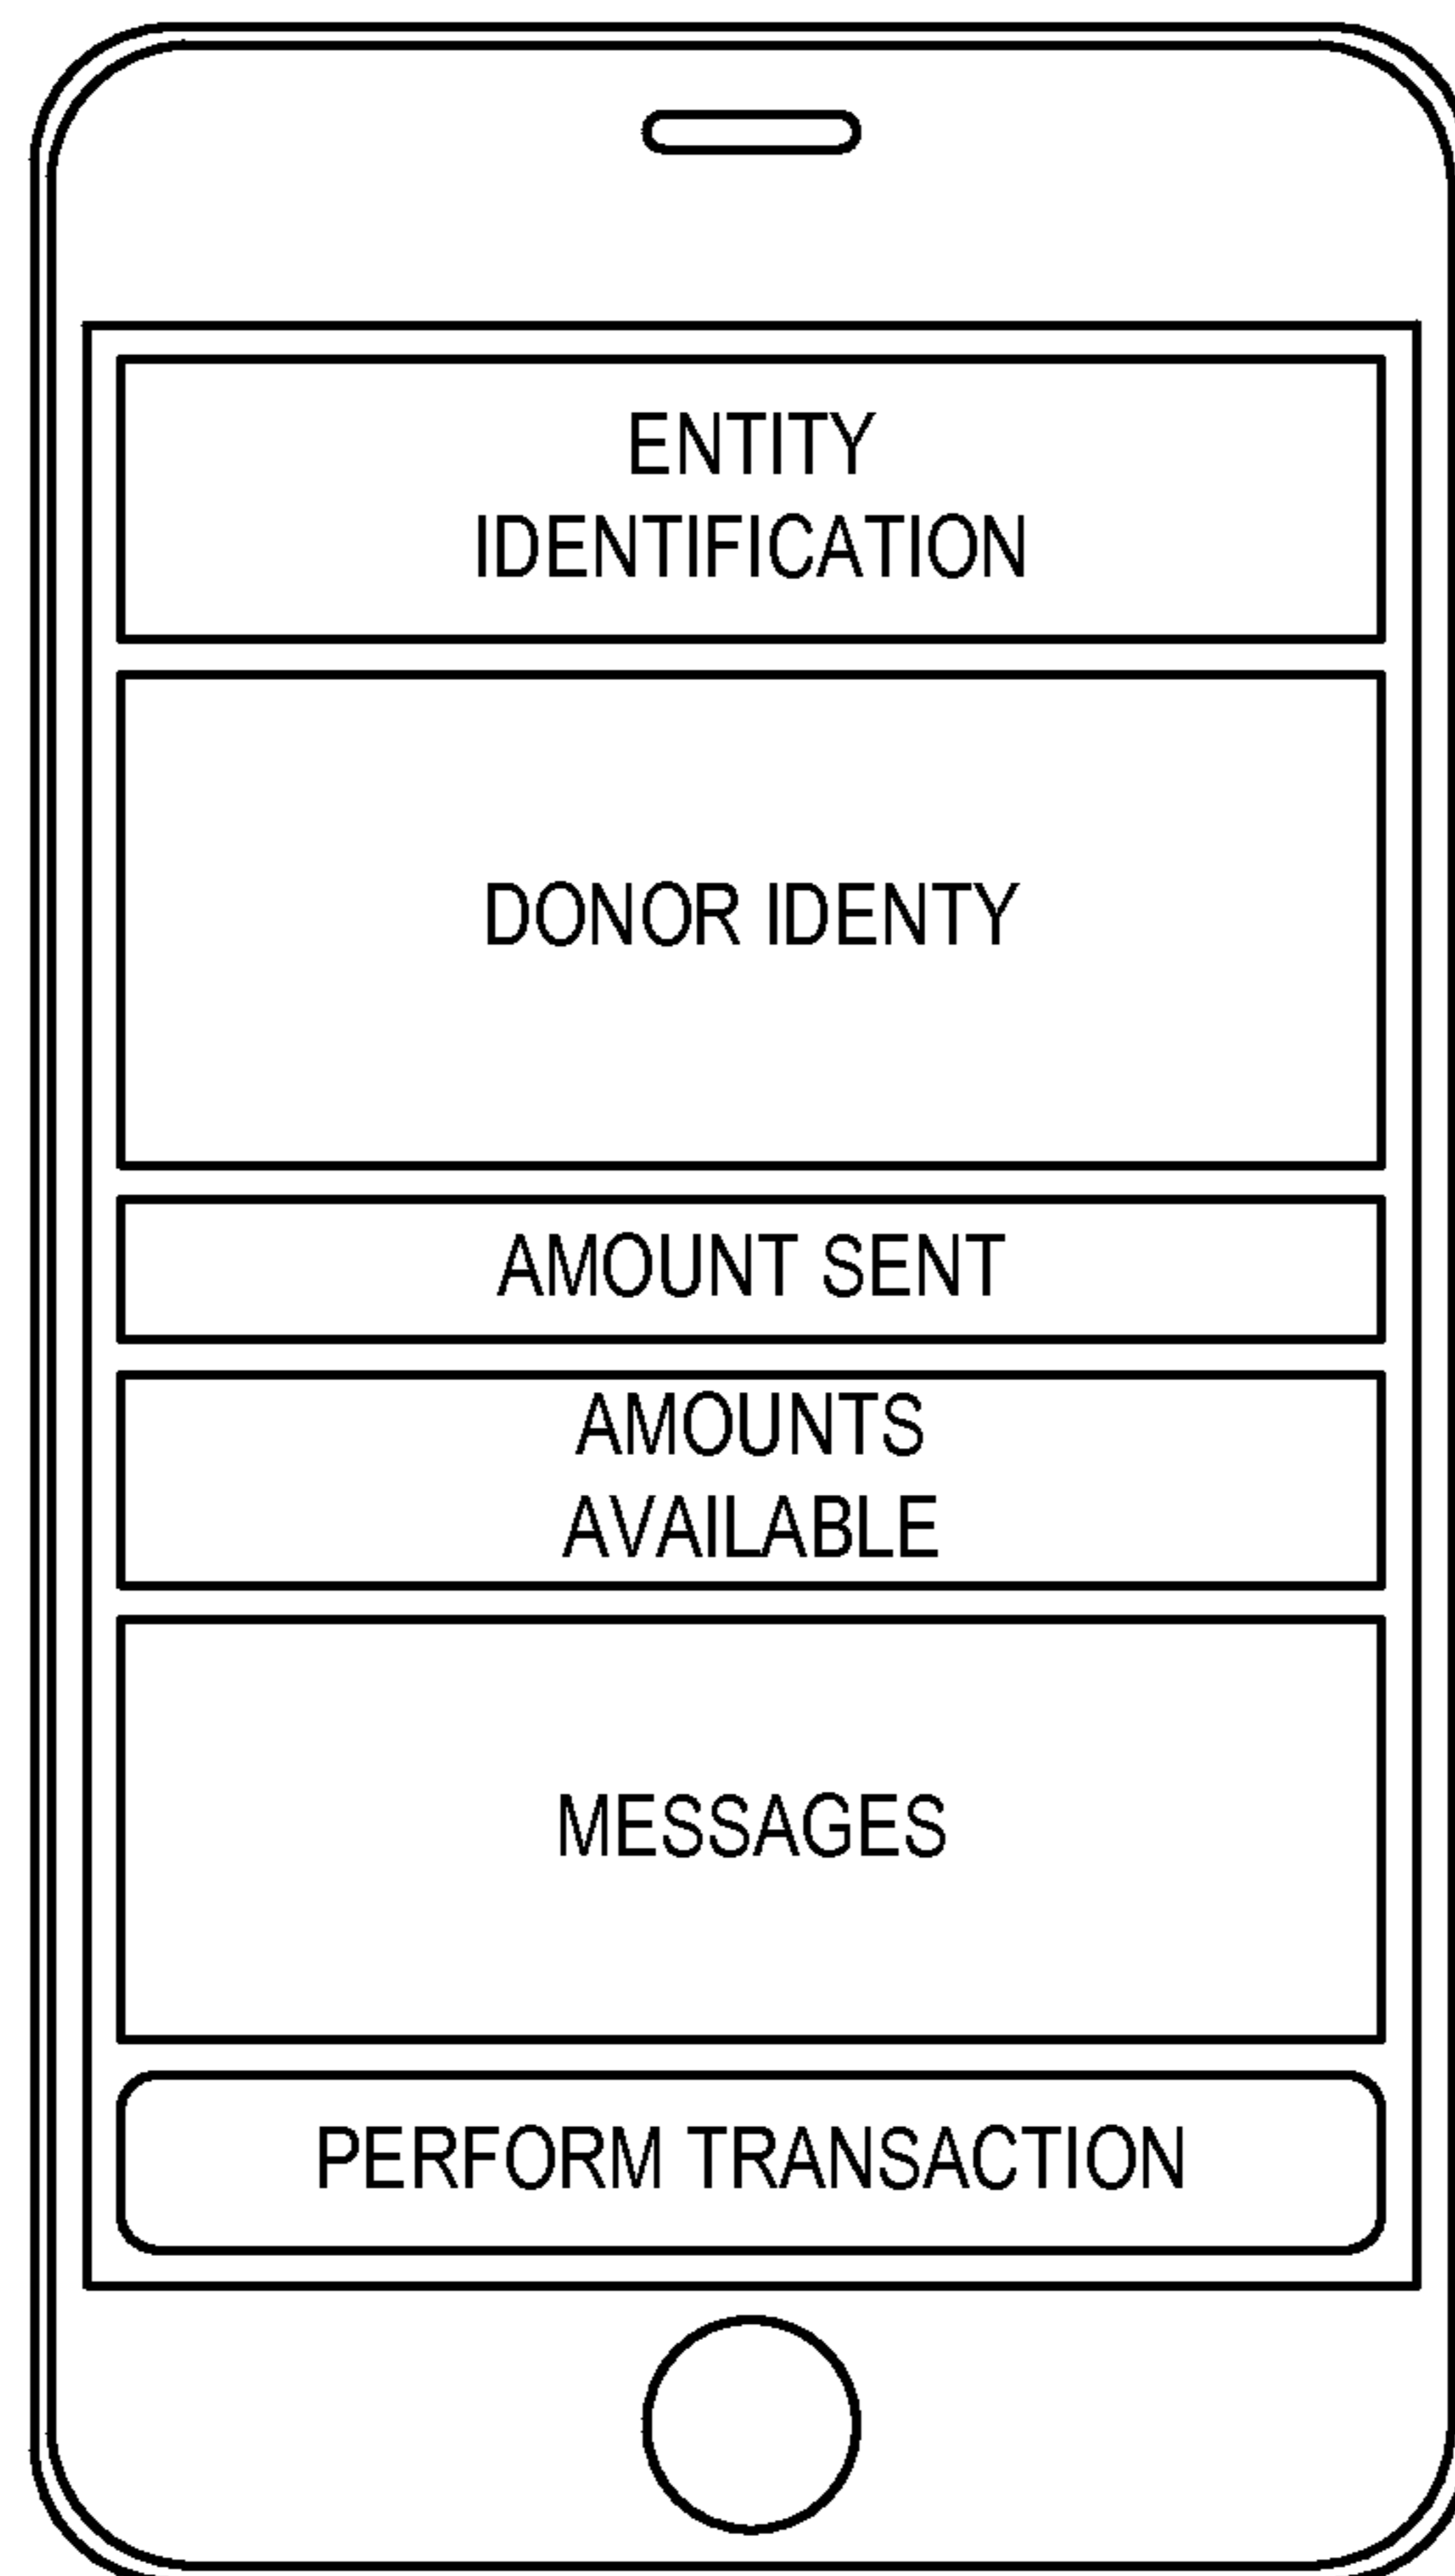 ENTITY
IDENTIFICATION
DONOR IDENTY
AMOUNT SENT
AMOUNTS
AVAILABLE
MESSAGES
PERFORM TRANSACTION